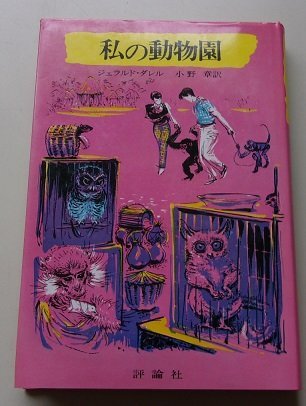 私の動物園
ジェラルド・ダレル 小野 章訳
評論社